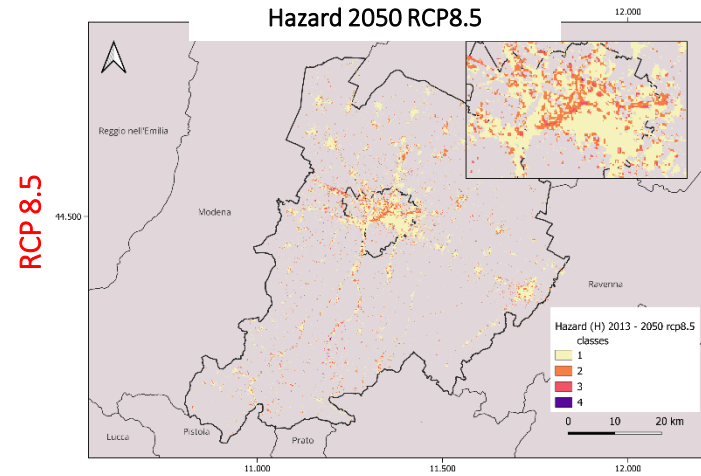 Hazard 2050 RCP8.5
12.000
Reggio nell'Emilia
Modena
44.500
RCP 8.5
Ravenna
Hazard (H) 2013 - 2050 rcp8.5
classes
1
2
3
4
0 10 20 km
Lucca
Pistoia
Prato
11.000
11.500
12.000